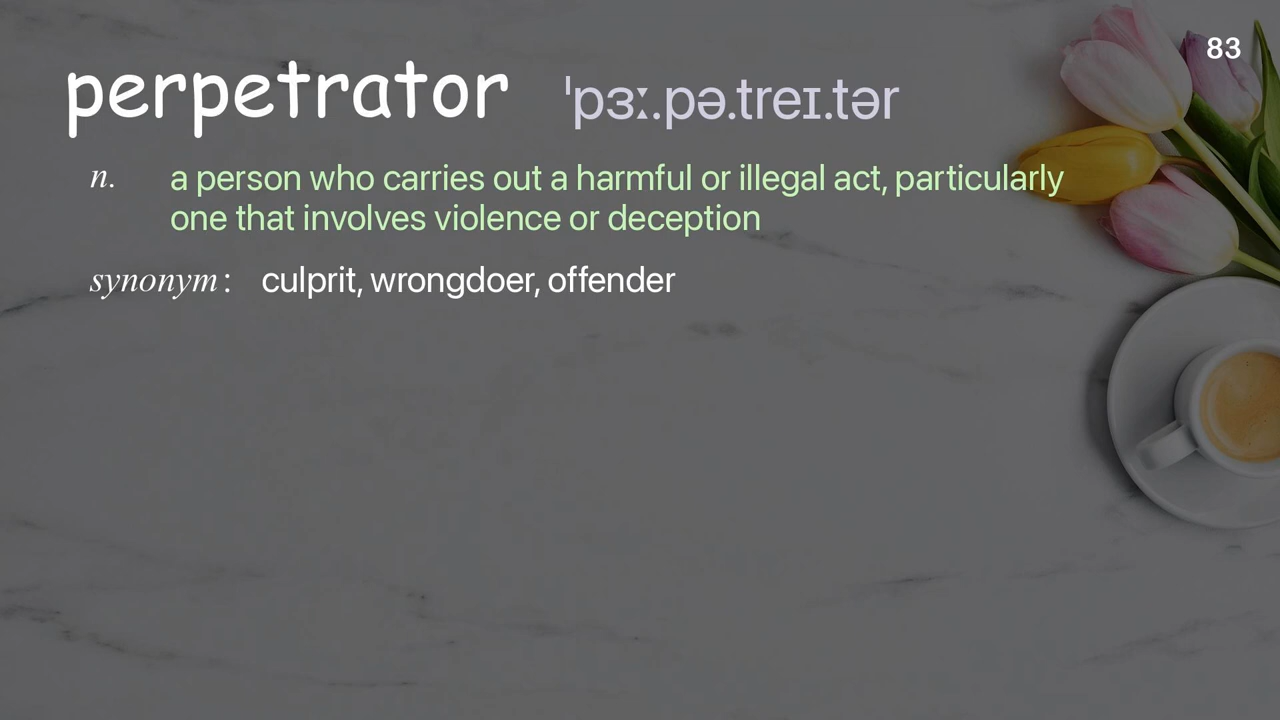 83
perpetrator ˈpɜː.pə.treɪ.tər
n. a person who carries out a harmful or illegal act, particularly
one that involves violence or deception
synonym: culprit, wrongdoer, offender